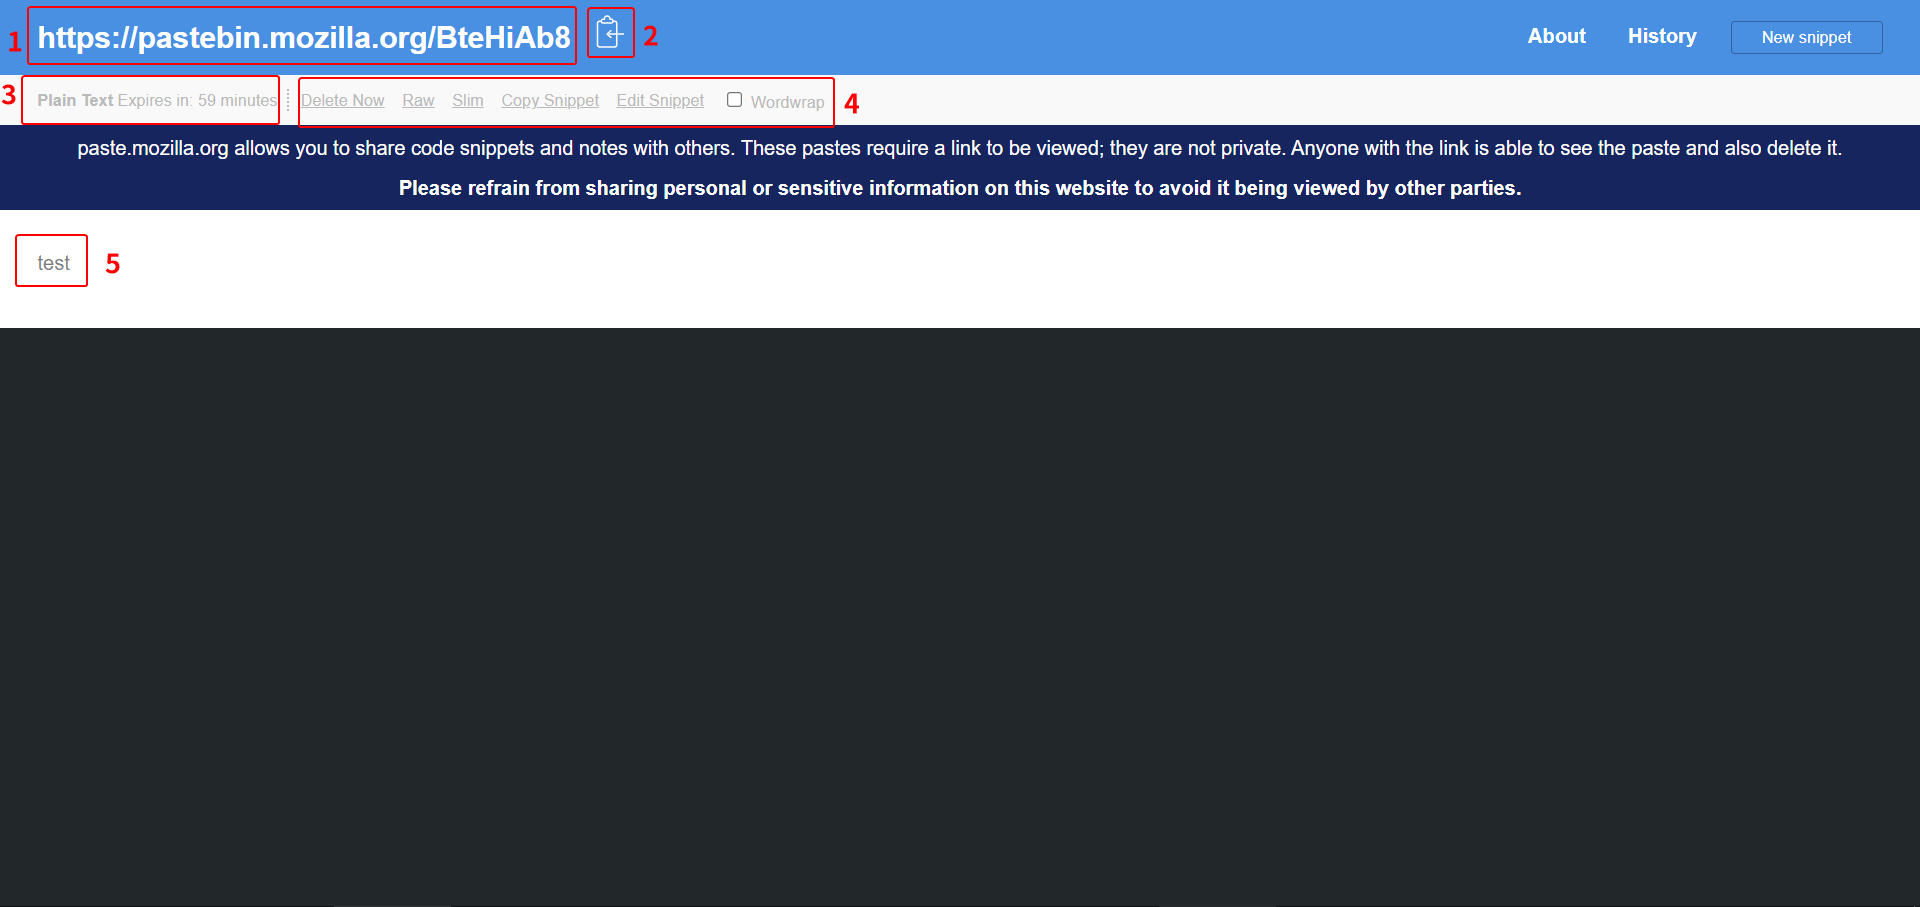 1 https://pastebin.mozilla.org/BteHiAb8 2 About History New snippet
3 Plain Text Expires in: 59 minutes Delete Now Raw Slim Copy Snippet Edit Snippet Wordwrap 4
paste.mozilla.org allows you to share code snippets and notes with others. These pastes require a link to be viewed; they are not private. Anyone with the link is able to see the paste and also delete it.
Please refrain from sharing personal or sensitive information on this website to avoid it being viewed by other parties.
test 5